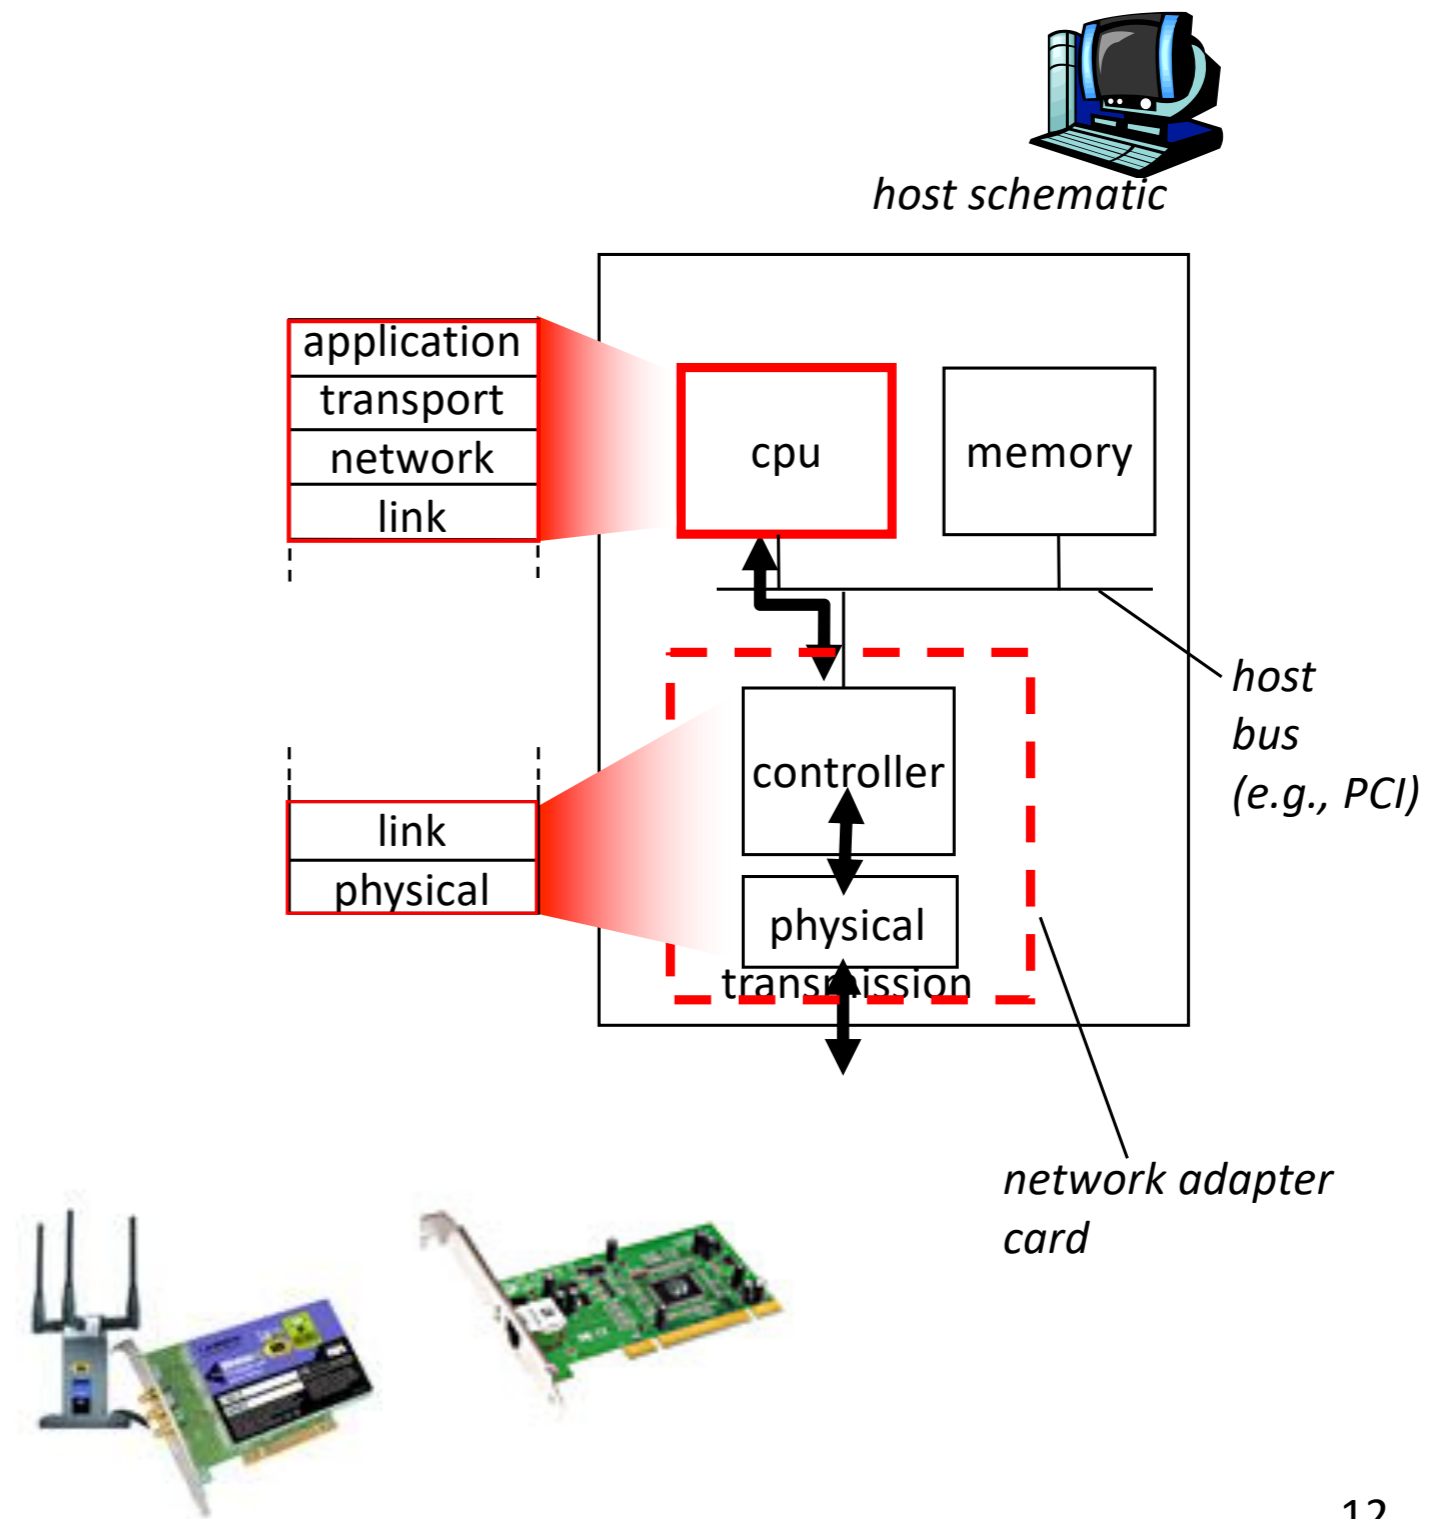 host schematic
application
transport
network
link
cpu
memory
host
bus
(e.g., PCI)
controller
link
physical
physical
transmission
network adapter
card
12